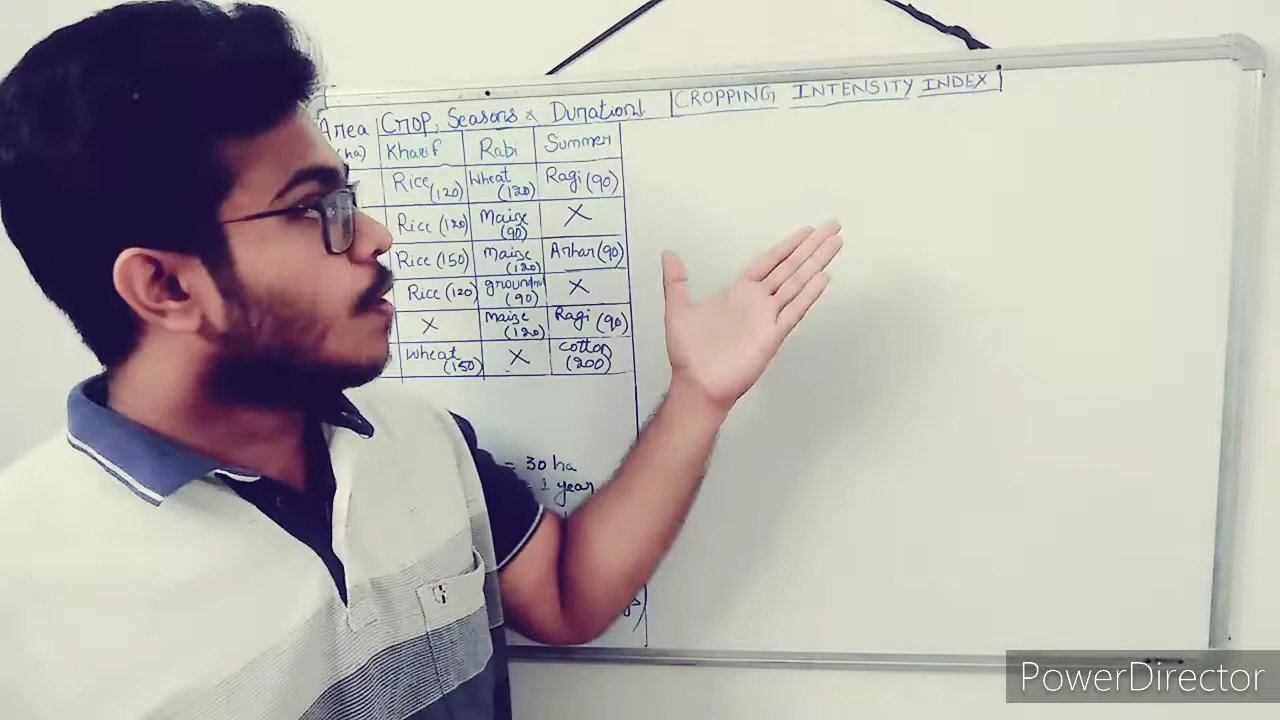 Area Crop, Seasons & Durations CROPPING INTENSITY INDEX
(ha) Kharif Rabi Summer
Rice (120) Wheat (120) Ragi (90)
Rice (120) Maize (90) X
Rice (150) Maize (120) Arhar (90)
Rice (120) (90) X
X Maize (120) Ragi (90)
Wheat (150) X Cotton (200)
= 30 ha
= 1 year
PowerDirector